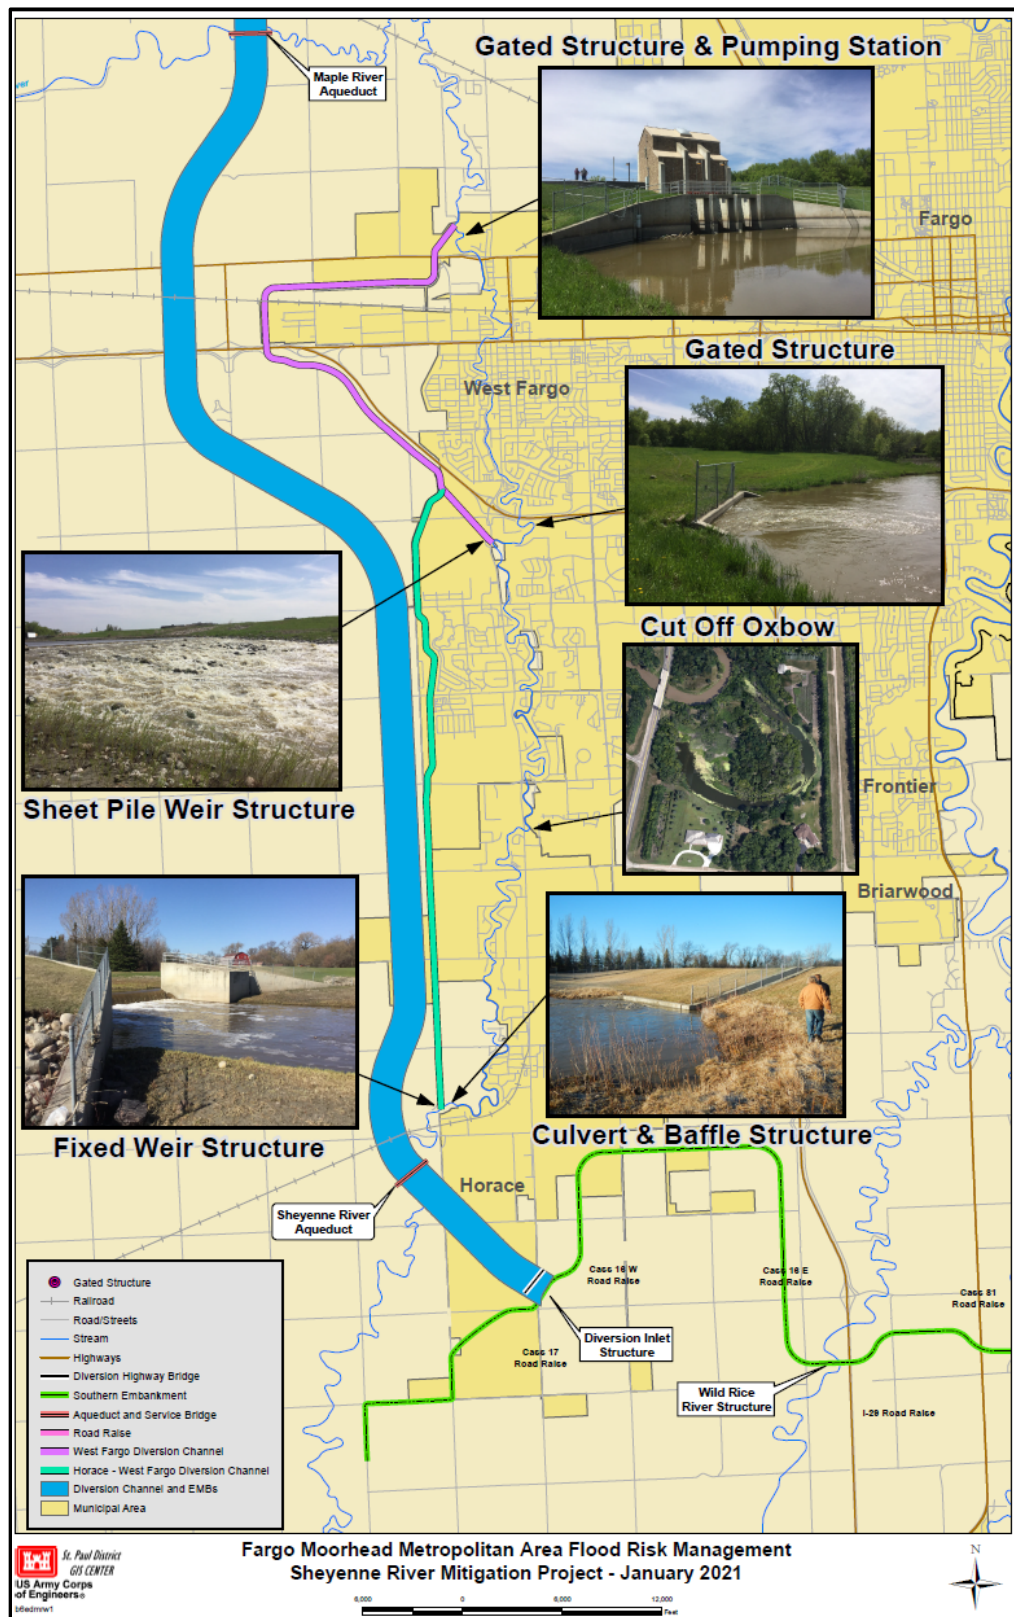 Gated Structure & Pumping Station
Maple River
Aqueduct
Fargo
Gated Structure
West Fargo
Cut Off Oxbow
Sheet Pile Weir Structure
Frontier
Briarwood
Fixed Weir Structure
Culvert & Baffle Structure
Horace
Sheyenne River
Aqueduct
Cass 16 W
Road Raise
Cass 16 E
Road Raise
Cass 81
Road Raise
Diversion Inlet
Structure
Cass 17
Road Raise
Wild Rice
River Structure
I-29 Road Raise
Gated Structure
Railroad
Road/Streets
Stream
Highways
Diversion Highway Bridge
Southern Embankment
Aqueduct and Service Bridge
Road Raise
West Fargo Diversion Channel
Horace - West Fargo Diversion Channel
Diversion Channel and EMBs
Municipal Area
St. Paul District
GIS CENTER
US Army Corps
of Engineers®
b6edmrw1
Fargo Moorhead Metropolitan Area Flood Risk Management
Sheyenne River Mitigation Project - January 2021
6,000 0 6,000 12,000
Feet
N